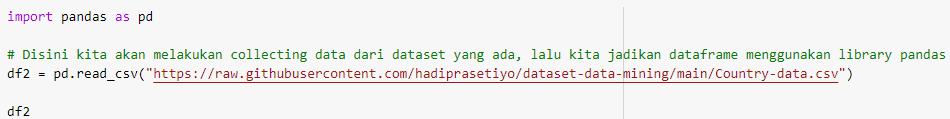 import pandas as pd
# Disini kita akan melakukan collecting data dari dataset yang ada, lalu kita jadikan dataframe menggunakan library pandas
df2 = pd.read_csv("https://raw.githubusercontent.com/hadiprasetiyo/dataset-data-mining/main/Country-data.csv")
df2